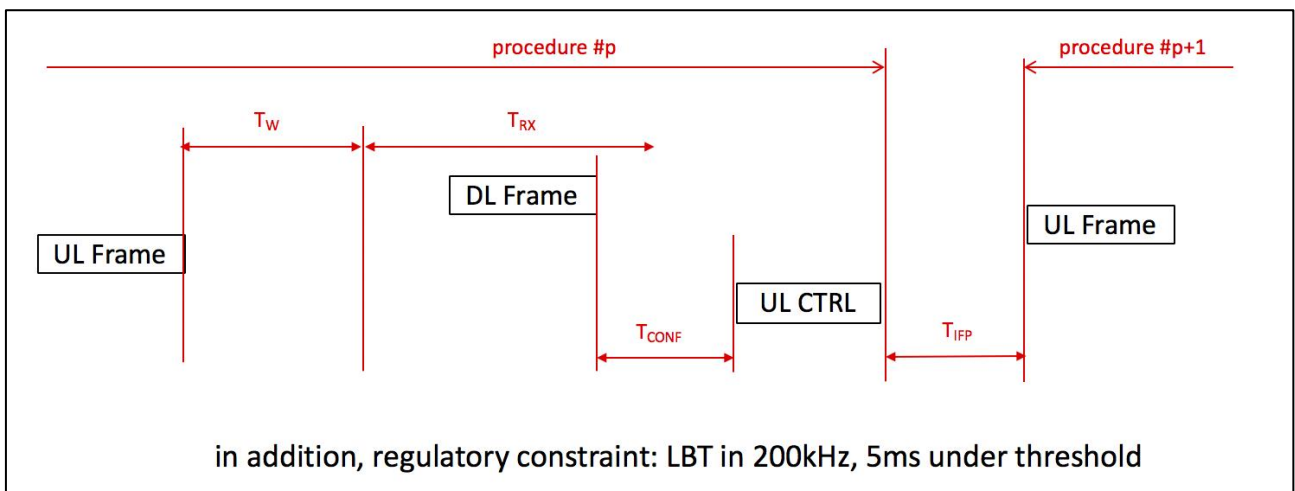 procedure #p
procedure #p+1
TW
TRX
DL Frame
UL Frame
UL Frame
UL CTRL
TCONF
TIFP
in addition, regulatory constraint: LBT in 200kHz, 5ms under threshold